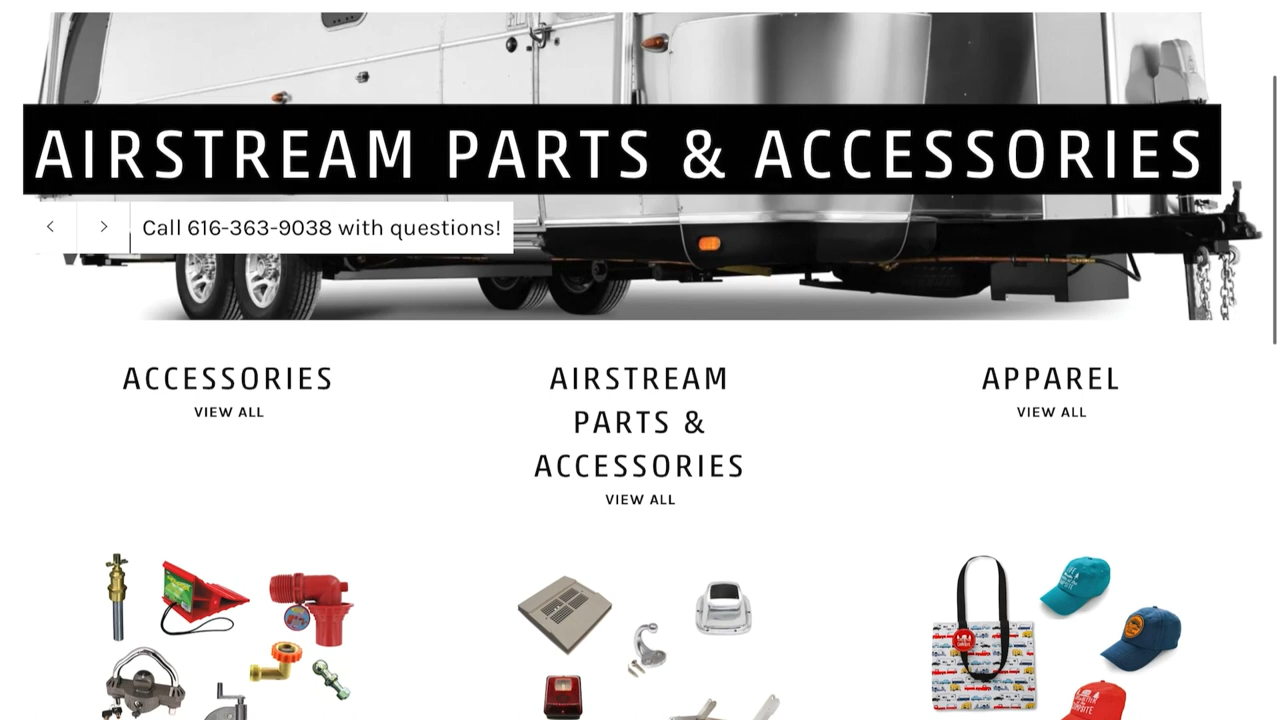 AIRSTREAM PARTS & ACCESSORIES
Call 616-363-9038 with questions!
ACCESSORIES
VIEW ALL
AIRSTREAM
PARTS &
ACCESSORIES
VIEW ALL
APPAREL
VIEW ALL